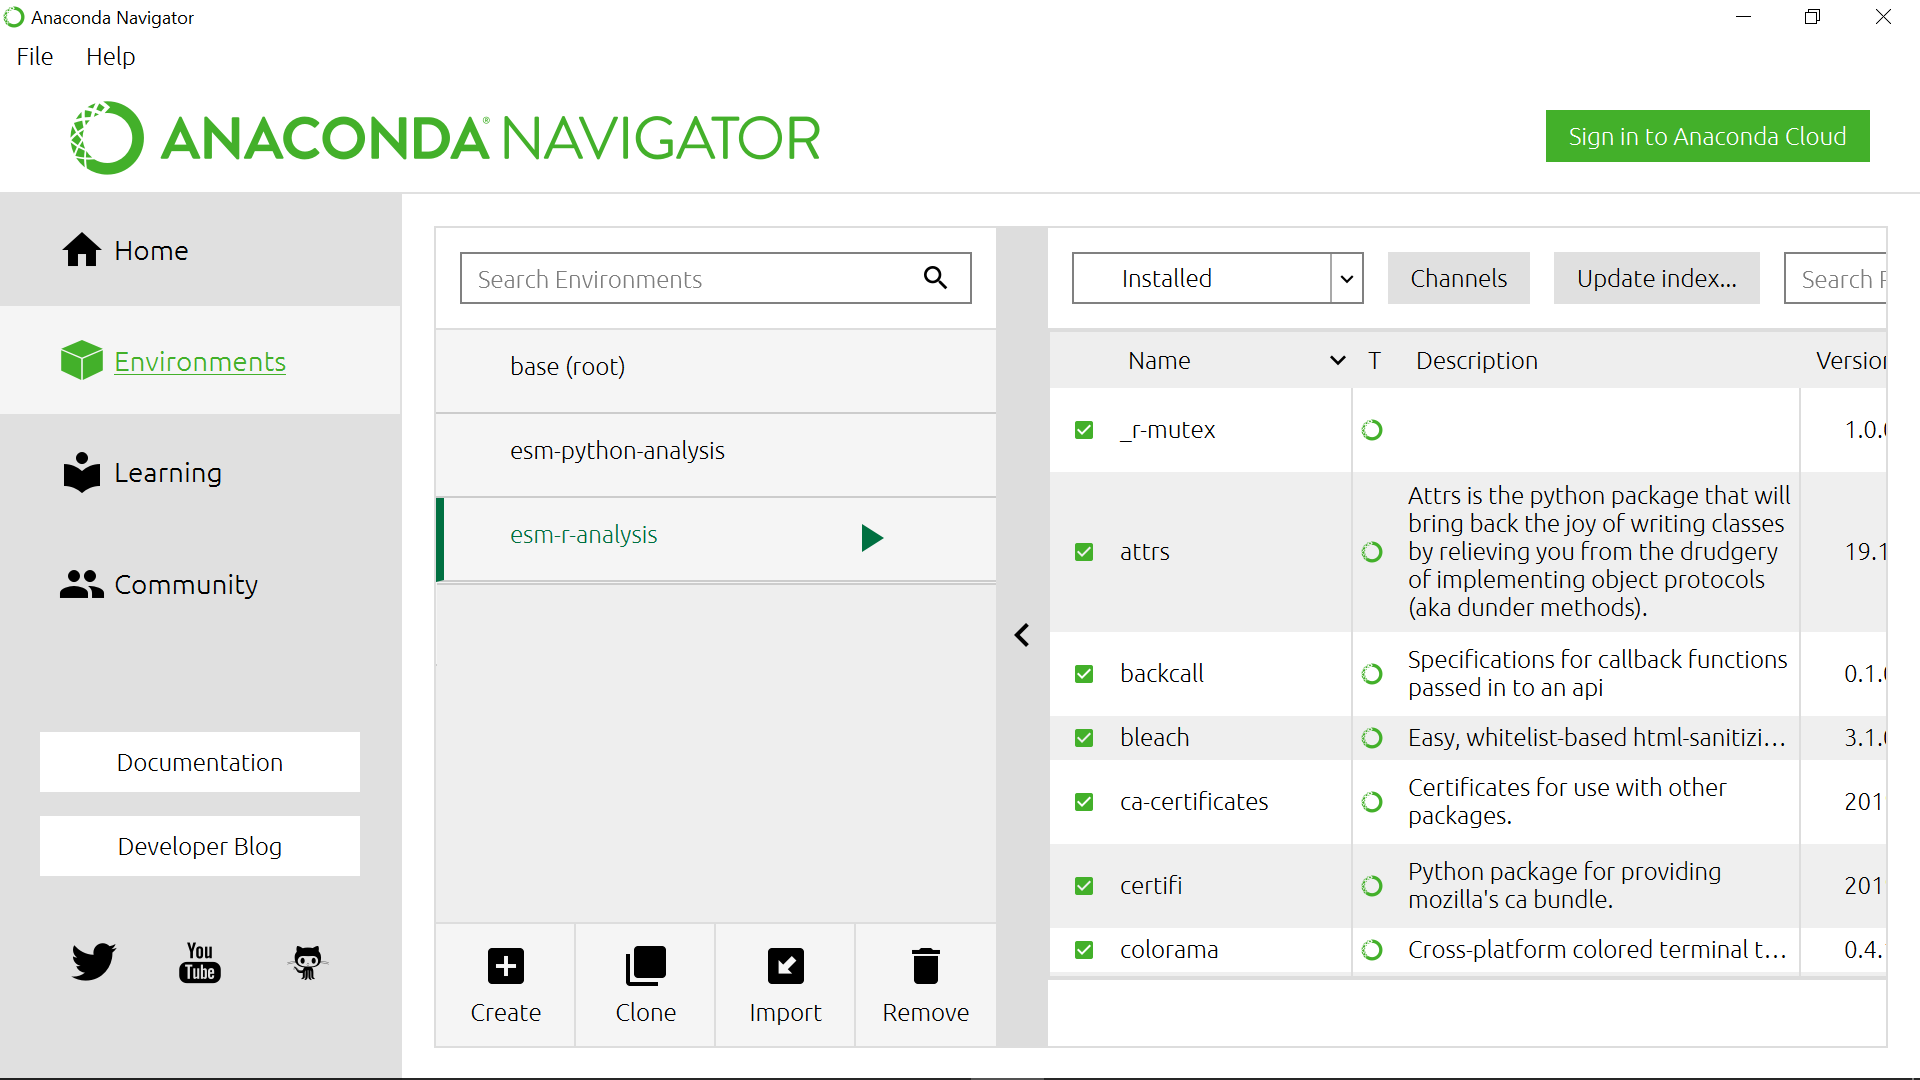 Anaconda Navigator
File Help
ANACONDA® NAVIGATOR
Sign in to Anaconda Cloud
Home
Environments
Learning
Community
Documentation
Developer Blog
You
Tube
Search Environments
base (root)
esm-python-analysis
esm-r-analysis
Create Clone Import Remove
Installed Channels Update index... Search
Name T Description Version
_r-mutex 1.0.
attrs Attrs is the python package that will
bring back the joy of writing classes
by relieving you from the drudgery 19.1
of implementing object protocols
(aka dunder methods).
backcall Specifications for callback functions
passed in to an api 0.1.
bleach Easy, whitelist-based html-sanitizi... 3.1.
ca-certificates Certificates for use with other
packages. 201
certifi Python package for providing
mozilla's ca bundle. 201
colorama Cross-platform colored terminal t... 0.4.